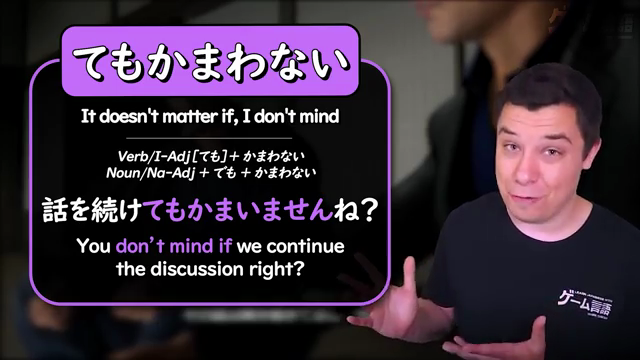 てもかまわない
It doesn't matter if, I don't mind
Verb/I-Adj [ても] + かまわない
Noun/Na-Adj + でも + かまわない
話を続けてもかまいませんね?
You don't mind if we continue
the discussion right?
ゲーム言語